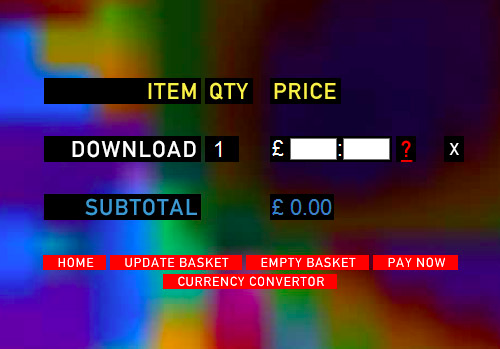 ITEM QTY PRICE
DOWNLOAD 1 £ : ? x
SUBTOTAL £ 0.00
HOME UPDATE BASKET EMPTY BASKET PAY NOW
CURRENCY CONVERTOR